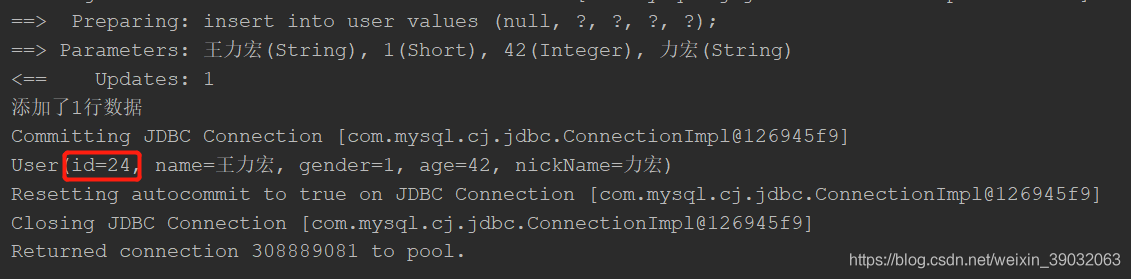 ==>  Preparing: insert into user values (null, ?, ?, ?, ?);
==> Parameters: 王力宏(String), 1(Short), 42(Integer), 力宏(String)
<==    Updates: 1
添加了1行数据
Committing JDBC Connection [com.mysql.cj.jdbc.ConnectionImpl@126945f9]
User(id=24, name=王力宏, gender=1, age=42, nickName=力宏)
Resetting autocommit to true on JDBC Connection [com.mysql.cj.jdbc.ConnectionImpl@126945f9]
Closing JDBC Connection [com.mysql.cj.jdbc.ConnectionImpl@126945f9]
Returned connection 308889081 to pool.
https://blog.csdn.net/weixin_39032063